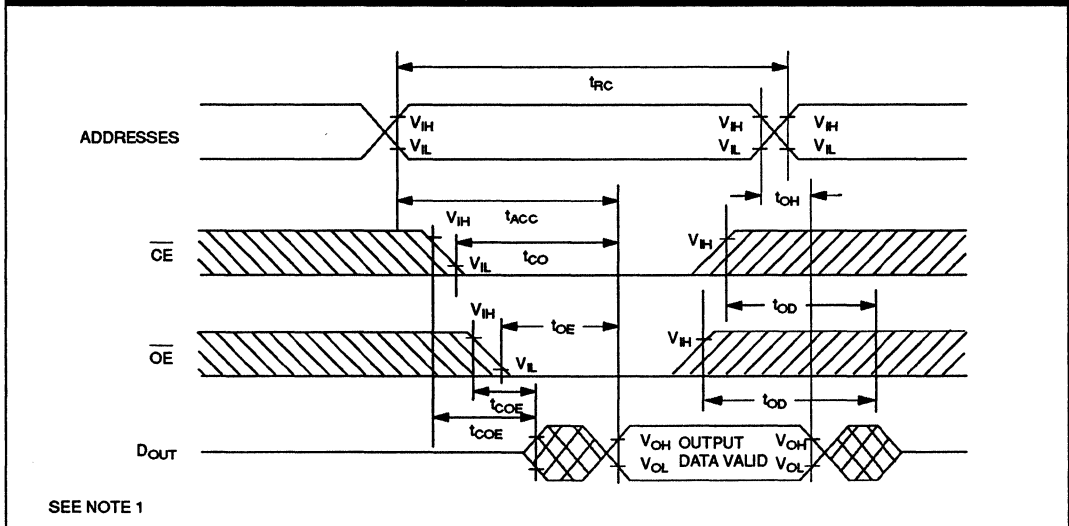 tRC
ADDRESSES
VIH VIH VIH
VIL VIL VIL
tOH
tACC
VIH VIH
CE
VIL tCO
tOD
VIH tOE VIH
OE
VIL
tCOE tOD
tCOE
DOUT
VOH OUTPUT VOH
VOL DATA VALID VOL
SEE NOTE 1